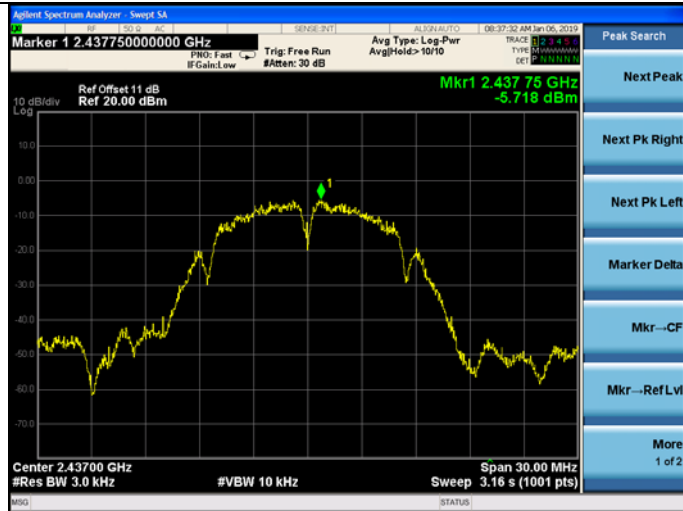 Agilent Spectrum Analyzer - Swept SA
RF 50 Ω AC SENSE:INT ALIGNAUTO 08:37:32 AM Jan 06, 2019
Marker 1 2.437750000000 GHz
PNO: Fast
IFGain:Low
Trig: Free Run
#Atten: 30 dB
Avg Type: Log-Pwr
Avg|Hold:> 10/10
TRACE 1 2 3 4 5 6
TYPE M
DET P N N N N N
Peak Search
Mkr1 2.437 75 GHz
-5.718 dBm
Ref Offset 11 dB
10 dB/div Ref 20.00 dBm
Log
10.0
0.00
-10.0
-20.0
-30.0
-40.0
-50.0
-60.0
-70.0
1
Center 2.43700 GHz Span 30.00 MHz
#Res BW 3.0 kHz #VBW 10 kHz Sweep 3.16 s (1001 pts)
Next Peak
Next Pk Right
Next Pk Left
Marker Delta
Mkr→CF
Mkr→Ref Lvl
More
1 of 2
MSG STATUS